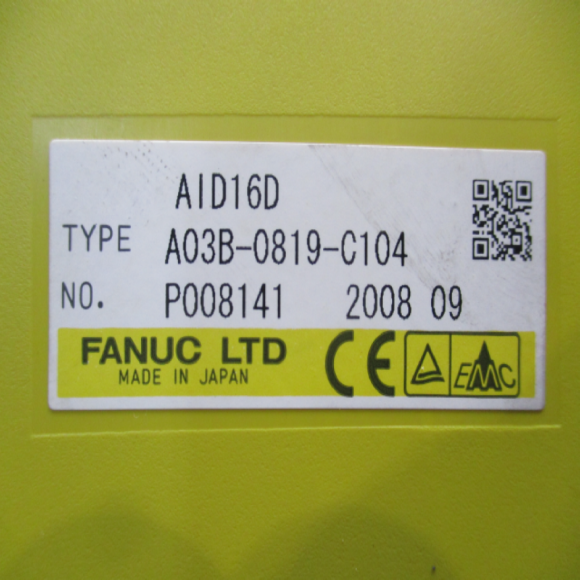 AID16D
TYPE A03B-0819-C104
NO. P008141 2008 09
FANUC LTD
MADE IN JAPAN
CE
EMC